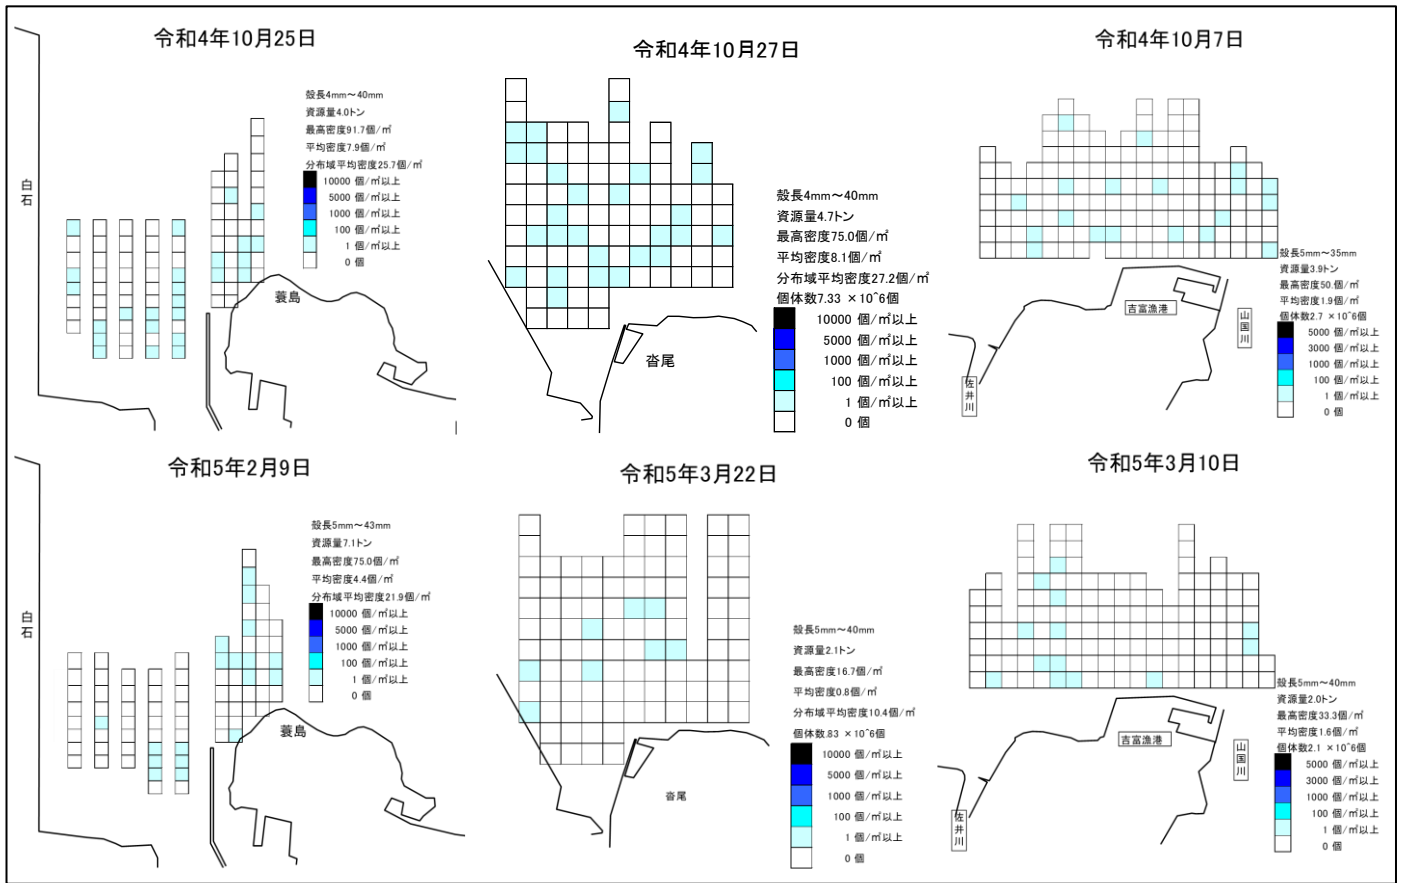 令和4年10月25日
殻長4mm～40mm
資源量4.0トン
最高密度91.7個/㎡
平均密度7.9個/㎡
分布域平均密度25.7個/㎡
10000 個/㎡以上
5000 個/㎡以上
1000 個/㎡以上
100 個/㎡以上
1 個/㎡以上
0 個
白石
蓑島
令和4年10月27日
殻長4mm～40mm
資源量4.7トン
最高密度75.0個/㎡
平均密度8.1個/㎡
分布域平均密度27.2個/㎡
個体数7.33 ×10^6個
10000 個/㎡以上
5000 個/㎡以上
1000 個/㎡以上
100 個/㎡以上
1 個/㎡以上
0 個
沓尾
令和4年10月7日
殻長5mm～35mm
資源量3.9トン
最高密度50.個/㎡
平均密度1.9個/㎡
個体数2.7 ×10^6個
5000 個/㎡以上
3000 個/㎡以上
1000 個/㎡以上
100 個/㎡以上
1 個/㎡以上
0 個
吉富漁港
山国川
佐井川
令和5年2月9日
殻長5mm～43mm
資源量7.1トン
最高密度75.0個/㎡
平均密度4.4個/㎡
分布域平均密度21.9個/㎡
10000 個/㎡以上
5000 個/㎡以上
1000 個/㎡以上
100 個/㎡以上
1 個/㎡以上
0 個
白石
蓑島
令和5年3月22日
殻長5mm～40mm
資源量2.1トン
最高密度16.7個/㎡
平均密度0.8個/㎡
分布域平均密度10.4個/㎡
個体数.83 ×10^6個
10000 個/㎡以上
5000 個/㎡以上
1000 個/㎡以上
100 個/㎡以上
1 個/㎡以上
0 個
沓尾
令和5年3月10日
殻長5mm～40mm
資源量2.0トン
最高密度33.3個/㎡
平均密度1.6個/㎡
個体数2.1 ×10^6個
5000 個/㎡以上
3000 個/㎡以上
1000 個/㎡以上
100 個/㎡以上
1 個/㎡以上
0 個
吉富漁港
山国川
佐井川